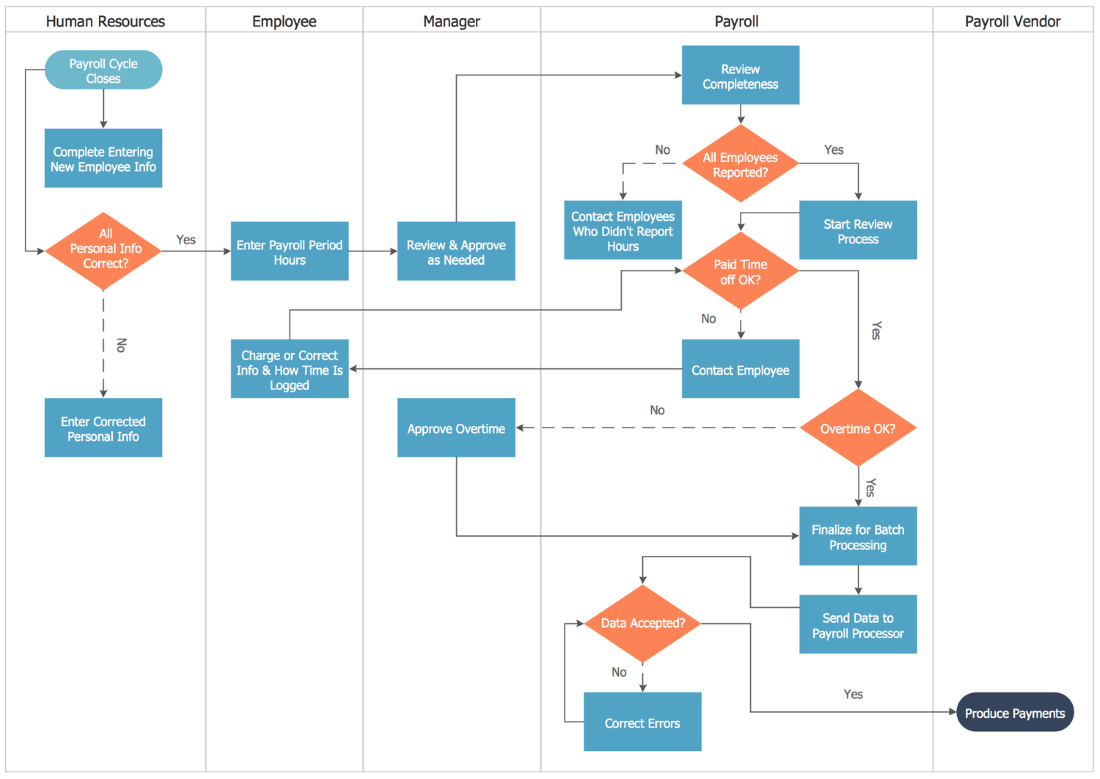 Human Resources
Employee
Manager
Payroll
Payroll Vendor
Payroll Cycle
Closes
Review
Completeness
Complete Entering
New Employee Info
No
All Employees
Reported?
Yes
All
Personal Info
Correct?
Yes
Enter Payroll Period
Hours
Review & Approve
as Needed
Contact Employees
Who Didn't Report
Hours
Start Review
Process
Paid Time
off OK?
No
No
Yes
Charge or Correct
Info & How Time Is
Logged
Contact Employee
Enter Corrected
Personal Info
Approve Overtime
No
Overtime OK?
Yes
Finalize for Batch
Processing
Data Accepted?
Send Data to
Payroll Processor
No
Yes
Correct Errors
Produce Payments